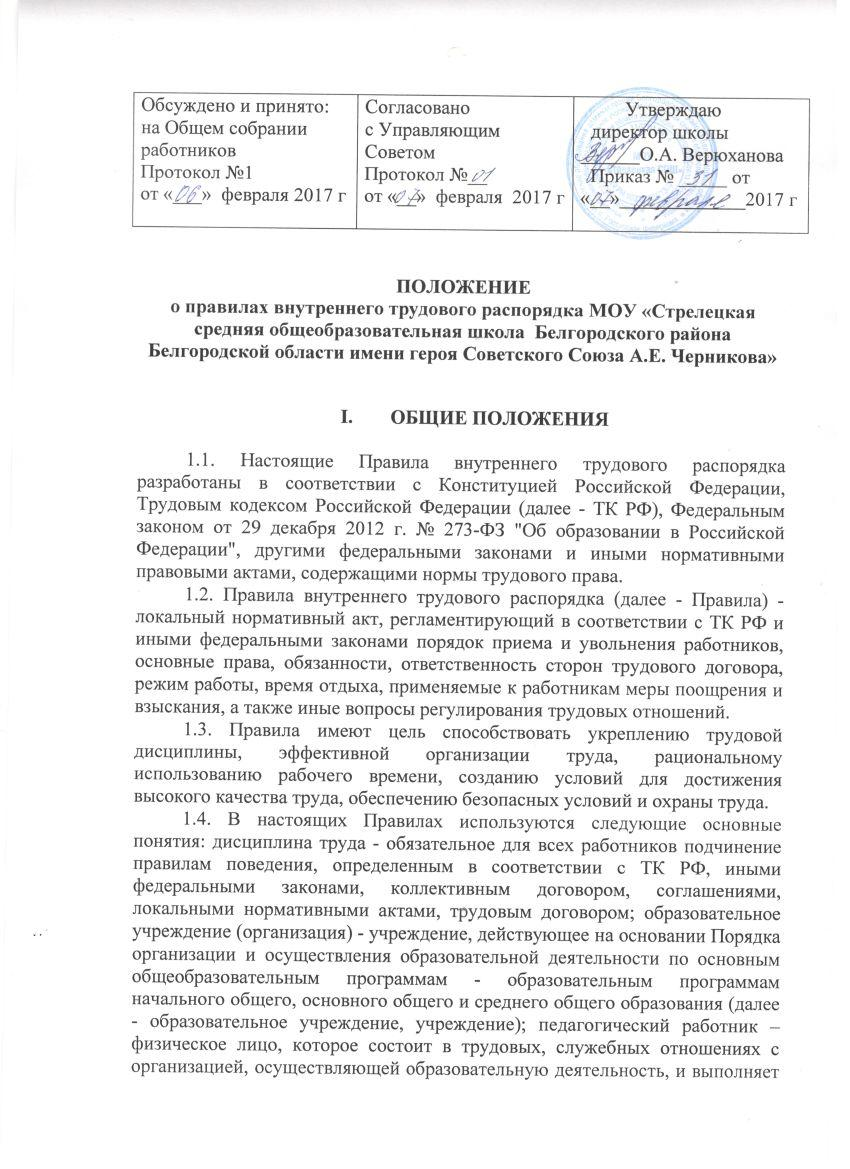 Обсуждено и принято:
на Общем собрании
работников
Протокол №1
от «06» февраля 2017 г
Согласовано
с Управляющим
Советом
Протокол № 01
от «07» февраля 2017 г
Утверждаю
директор школы
О.А. Верюханова
Приказ № 31 от
«07» февраля 2017 г
ПОЛОЖЕНИЕ
о правилах внутреннего трудового распорядка МОУ «Стрелецкая
средняя общеобразовательная школа Белгородского района
Белгородской области имени героя Советского Союза А.Е. Черникова»
I. ОБЩИЕ ПОЛОЖЕНИЯ
1.1. Настоящие Правила внутреннего трудового распорядка
разработаны в соответствии с Конституцией Российской Федерации,
Трудовым кодексом Российской Федерации (далее - ТК РФ), Федеральным
законом от 29 декабря 2012 г. № 273-ФЗ "Об образовании в Российской
Федерации", другими федеральными законами и иными нормативными
правовыми актами, содержащими нормы трудового права.
1.2. Правила внутреннего трудового распорядка (далее - Правила) -
локальный нормативный акт, регламентирующий в соответствии с ТК РФ и
иными федеральными законами порядок приема и увольнения работников,
основные права, обязанности, ответственность сторон трудового договора,
режим работы, время отдыха, применяемые к работникам меры поощрения и
взыскания, а также иные вопросы регулирования трудовых отношений.
1.3. Правила имеют цель способствовать укреплению трудовой
дисциплины, эффективной организации труда, рациональному
использованию рабочего времени, созданию условий для достижения
высокого качества труда, обеспечению безопасных условий и охраны труда.
1.4. В настоящих Правилах используются следующие основные
понятия: дисциплина труда - обязательное для всех работников подчинение
правилам поведения, определенным в соответствии с ТК РФ, иными
федеральными законами, коллективным договором, соглашениями,
локальными нормативными актами, трудовым договором; образовательное
учреждение (организация) - учреждение, действующее на основании Порядка
организации и осуществления образовательной деятельности по основным
общеобразовательным программам - образовательным программам
начального общего, основного общего и среднего общего образования (далее
- образовательное учреждение, учреждение); педагогический работник –
физическое лицо, которое состоит в трудовых, служебных отношениях с
организацией, осуществляющей образовательную деятельность, и выполняет